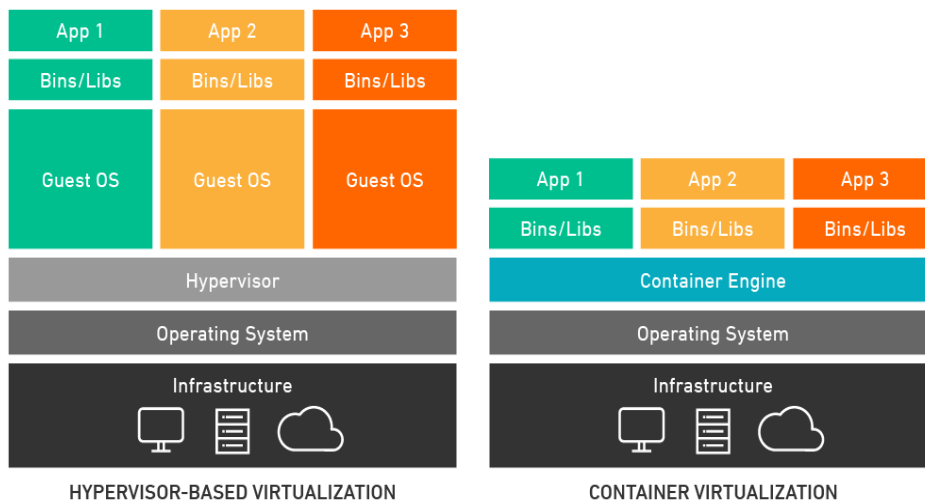 App 1
App 2
App 3
Bins/Libs
Bins/Libs
Bins/Libs
Guest OS
Guest OS
Guest OS
Hypervisor
Operating System
Infrastructure
HYPERVISOR-BASED VIRTUALIZATION
App 1
App 2
App 3
Bins/Libs
Bins/Libs
Bins/Libs
Container Engine
Operating System
Infrastructure
CONTAINER VIRTUALIZATION